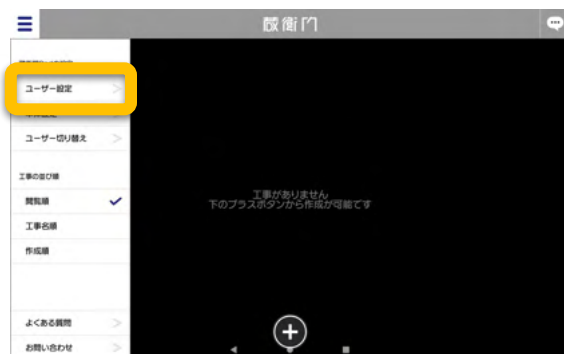 蔵衛門
ユーザー設定
ユーザー切り替え
工事の並び順
閲覧順
工事名順
作成順
よくある質問
お問い合わせ
工事がありません
下のプラスボタンから作成が可能です